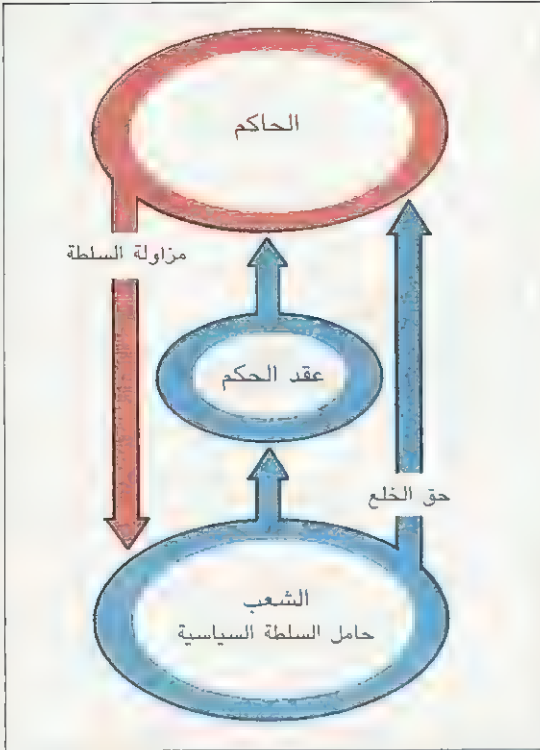 الحاكم
مزاولة السلطة
عقد الحكم
حق الخلع
الشعب
حامل السلطة السياسية